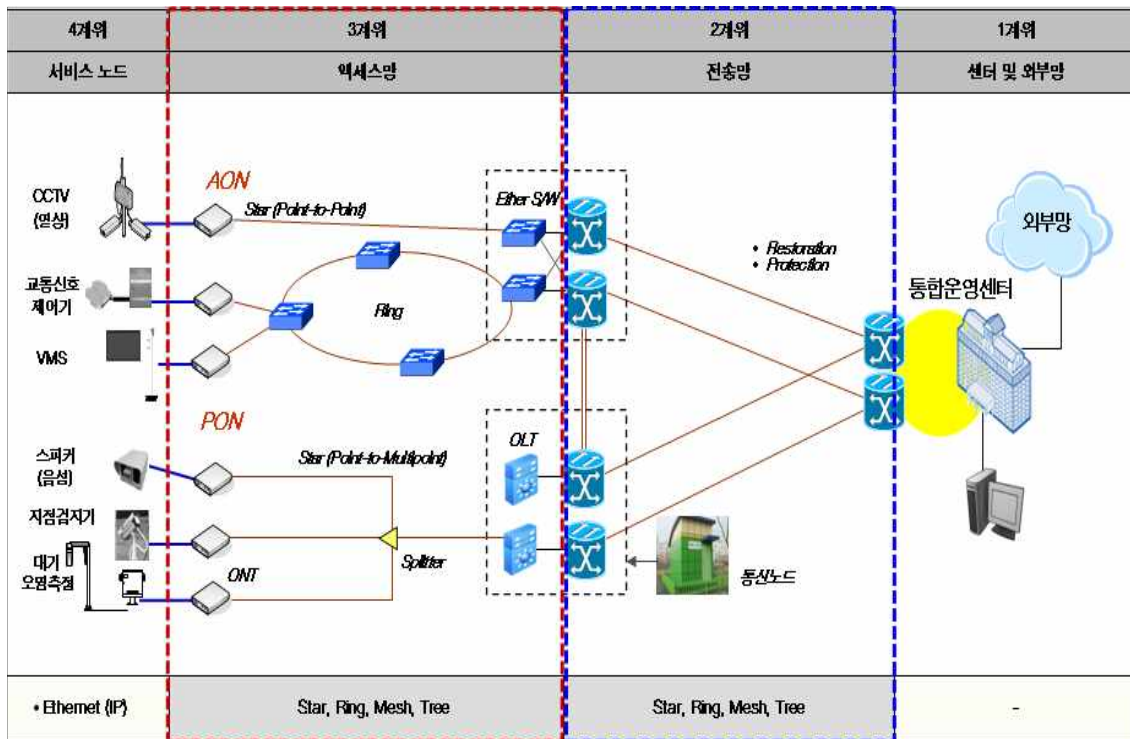 4계위
3계위
2계위
1계위
서비스 노드
액세스망
전송망
센터 및 외부망
CCTV
(영상)
AON
Star (Point-to-Point)
Ether S/W
• Restoration
• Protection
외부망
통합운영센터
교통신호
제어기
Ring
VMS
PON
스피커
(음성)
Star (Point-to-Multipoint)
OLT
지점검지기
대기
오염측정
ONT
Splitter
통신노드
• Ethernet (IP)
Star, Ring, Mesh, Tree
Star, Ring, Mesh, Tree
-